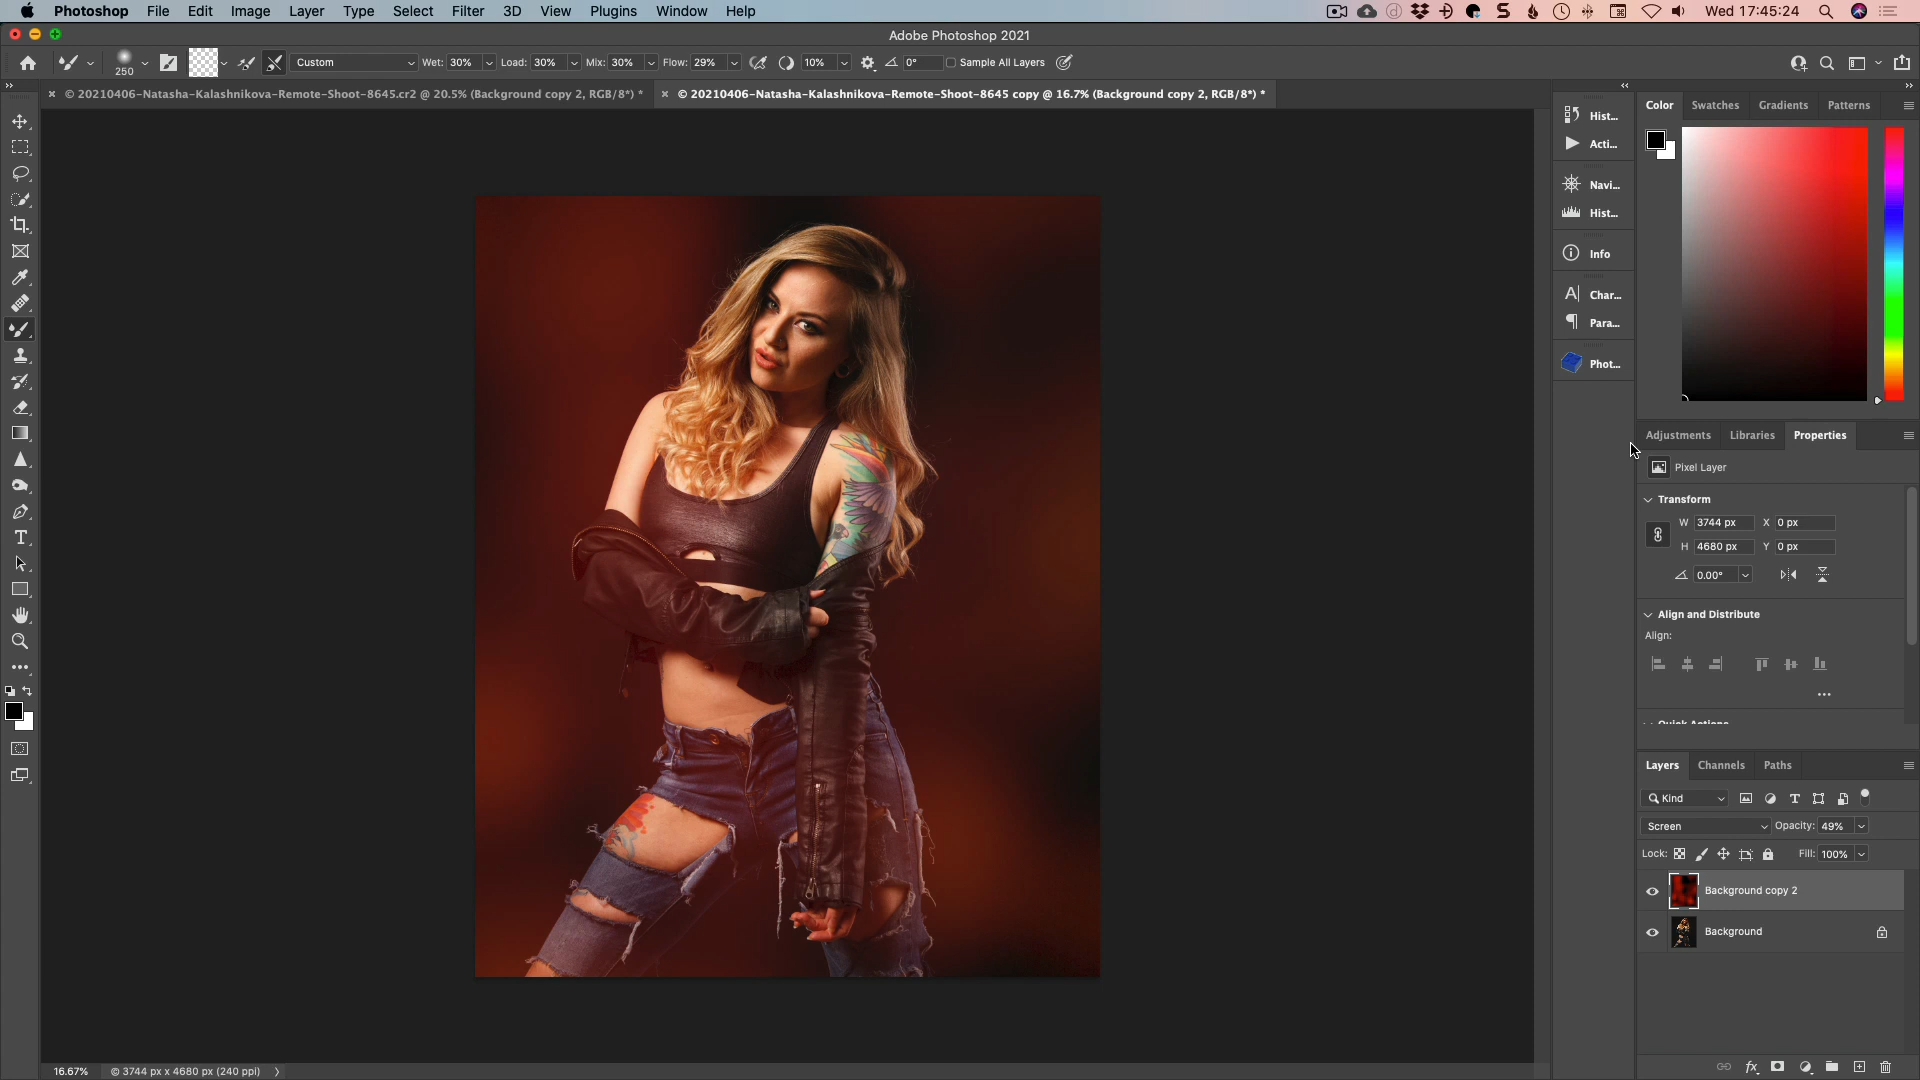 Photoshop File Edit Image Layer Type Select Filter 3D View Plugins Window Help Wed 17:45:24
Adobe Photoshop 2021
250 Custom Wet: 30% Load: 30% Mix: 30% Flow: 29% 10% 0° Sample All Layers
© 20210406-Natasha-Kalashnikova-Remote-Shoot-8645.cr2 @ 20.5% (Background copy 2, RGB/8*) *
© 20210406-Natasha-Kalashnikova-Remote-Shoot-8645 copy @ 16.7% (Background copy 2, RGB/8*) *
Hist...
Acti...
Navi...
Hist...
Info
Char...
Para...
Phot...
Color Swatches Gradients Patterns
Adjustments Libraries Properties
Pixel Layer
Transform
W 3744 px X 0 px
H 4680 px Y 0 px
0.00°
Align and Distribute
Align:
Quick Actions
Layers Channels Paths
Kind
Screen Opacity: 49%
Lock: Fill: 100%
Background copy 2
Background
16.67% © 3744 px x 4680 px (240 ppi)